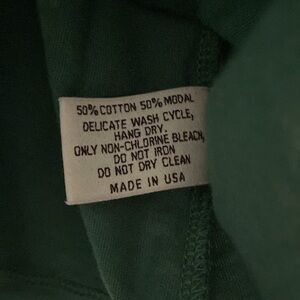 50% COTTON 50% MODAL
DELICATE WASH CYCLE,
HANG DRY.
ONLY NON-CHLORINE BLEACH,
DO NOT IRON
DO NOT DRY CLEAN
MADE IN USA